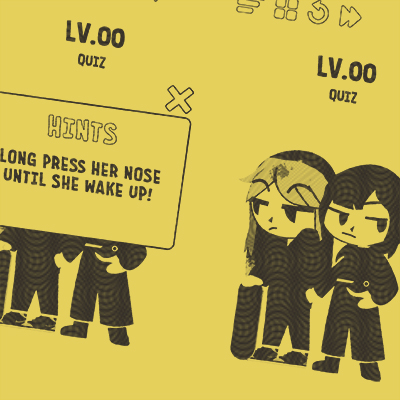 LV.00
QUIZ
HINTS
LONG PRESS HER NOSE
UNTIL SHE WAKE UP!
LV.00
QUIZ